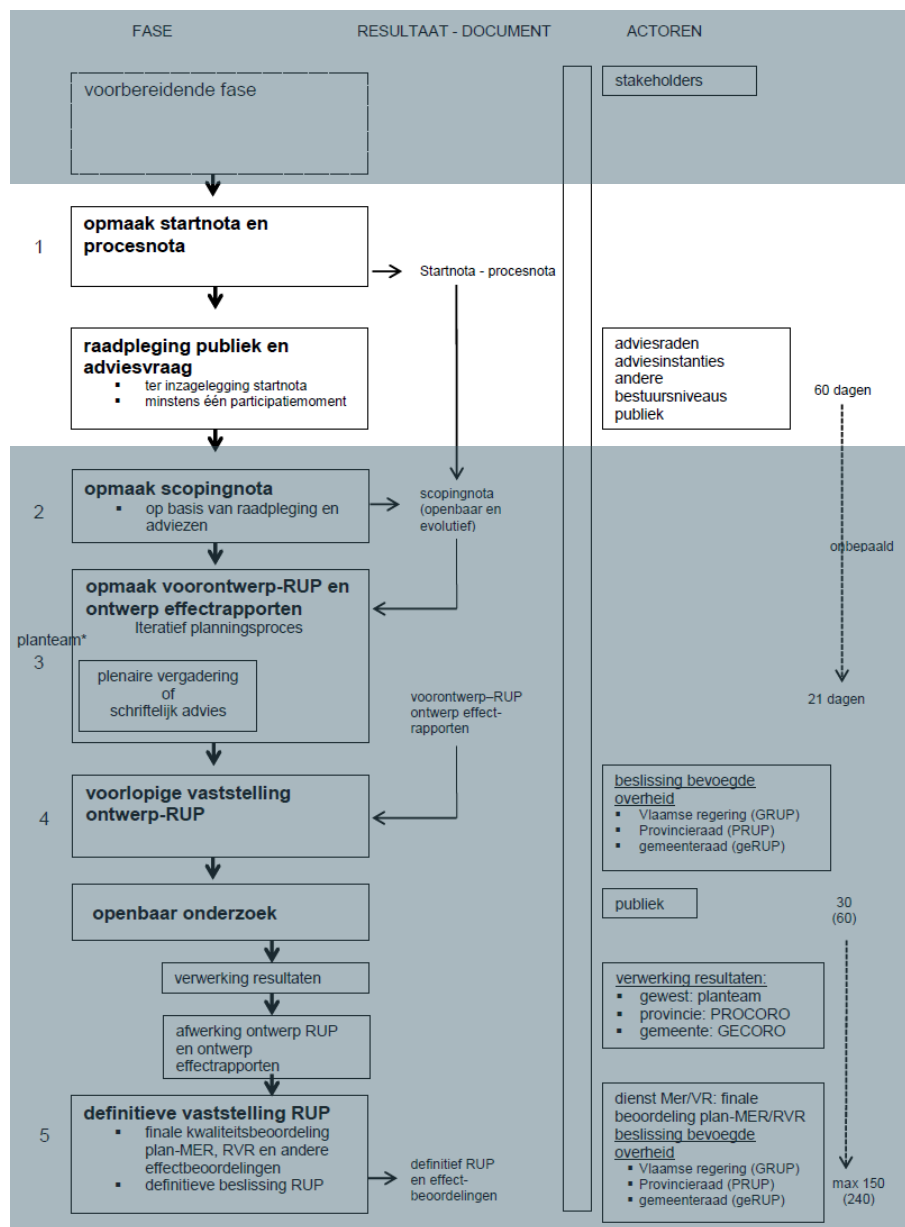 FASE RESULTAAT - DOCUMENT ACTOREN
voorbereidende fase
stakeholders
1
opmaak startnota en
procesnota
Startnota - procesnota
raadpleging publiek en
adviesvraag
▪ ter inzagelegging startnota
▪ minstens één participatiemoment
adviesraden
adviesinstanties
andere
bestuursniveaus
publiek
60 dagen
2
opmaak scopingnota
▪ op basis van raadpleging en
adviezen
scopingnota
(openbaar en
evolutief)
onbepaald
opmaak voorontwerp-RUP en
ontwerp effectrapporten
Iteratief planningsproces
planteam*
3
plenaire vergadering
of
schriftelijk advies
voorontwerp–RUP
ontwerp effect-
rapporten
21 dagen
4
voorlopige vaststelling
ontwerp-RUP
beslissing bevoegde
overheid
▪ Vlaamse regering (GRUP)
▪ Provincieraad (PRUP)
▪ gemeenteraad (geRUP)
openbaar onderzoek
publiek
30
(60)
verwerking resultaten
verwerking resultaten:
▪ gewest: planteam
▪ provincie: PROCORO
▪ gemeente: GECORO
afwerking ontwerp RUP
en ontwerp
effectrapporten
5
definitieve vaststelling RUP
▪ finale kwaliteitsbeoordeling
plan-MER, RVR en andere
effectbeoordelingen
▪ definitieve beslissing RUP
definitief RUP
en effect-
beoordelingen
dienst Mer/VR: finale
beoordeling plan-MER/RVR
beslissing bevoegde
overheid
▪ Vlaamse regering (GRUP)
▪ Provincieraad (PRUP)
▪ gemeenteraad (geRUP)
max 150
(240)